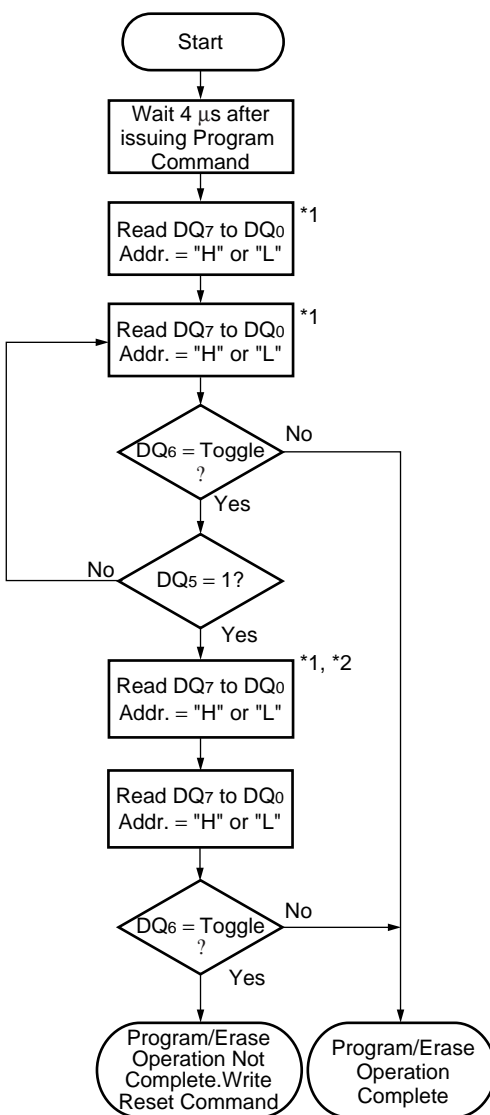 Start
Wait 4 μs after
issuing Program
Command
Read DQ7 to DQ0
Addr. = "H" or "L"
*1
Read DQ7 to DQ0
Addr. = "H" or "L"
*1
DQ6 = Toggle
?
No
Yes
DQ5 = 1?
No
Yes
Read DQ7 to DQ0
Addr. = "H" or "L"
*1, *2
Read DQ7 to DQ0
Addr. = "H" or "L"
DQ6 = Toggle
?
No
Yes
Program/Erase
Operation Not
Complete.Write
Reset Command
Program/Erase
Operation
Complete